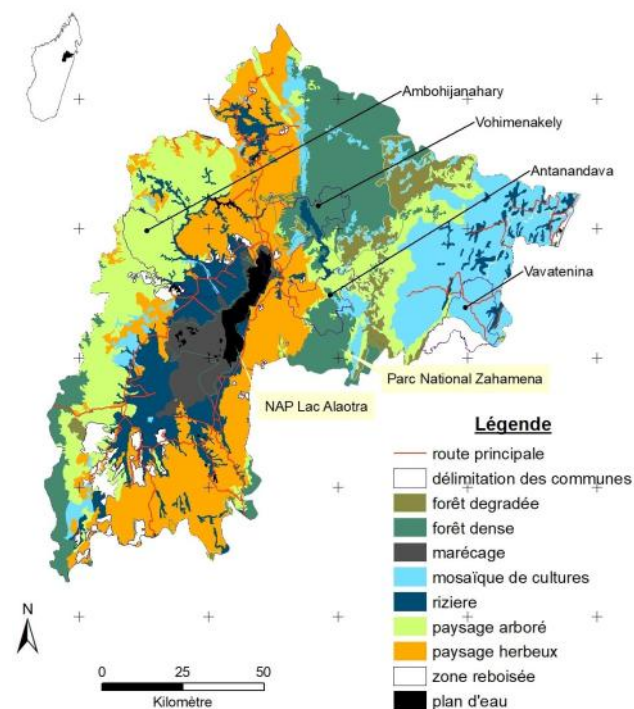 Ambohijanahary
Vohimenakely
Antanandava
Vavatenina
Parc National Zahamena
NAP Lac Alaotra
Légende
route principale
délimitation des communes
forêt degradée
forêt dense
marécage
mosaïque de cultures
riziere
paysage arboré
paysage herbeux
zone reboisée
plan d'eau
N
0 25 50
Kilomètre